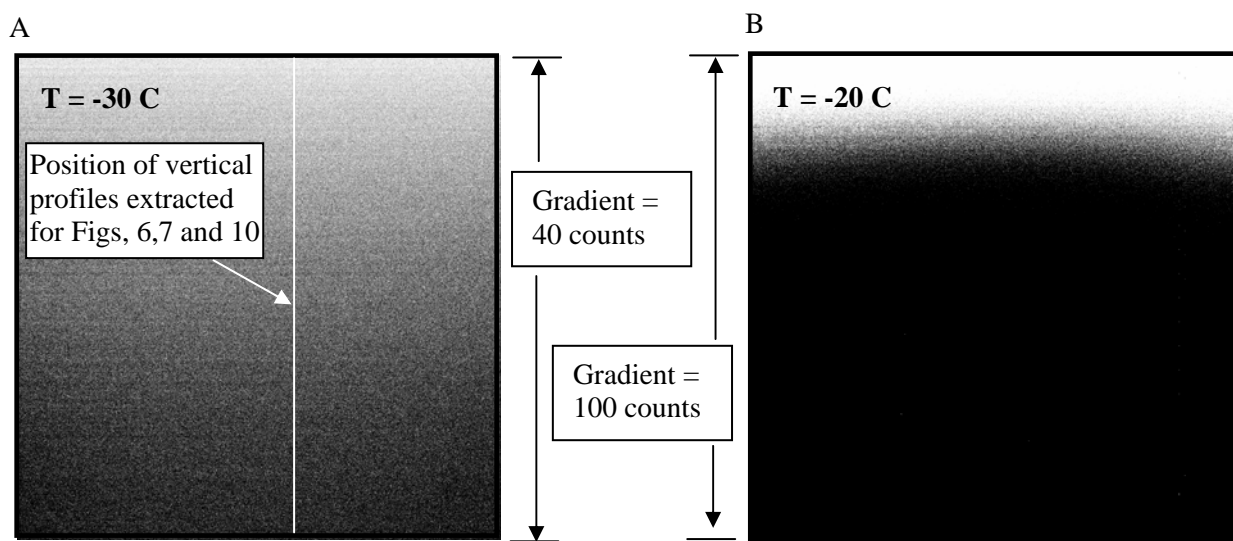 A
T = -30 C
Position of vertical
profiles extracted
for Figs, 6,7 and 10
Gradient =
40 counts
Gradient =
100 counts
B
T = -20 C